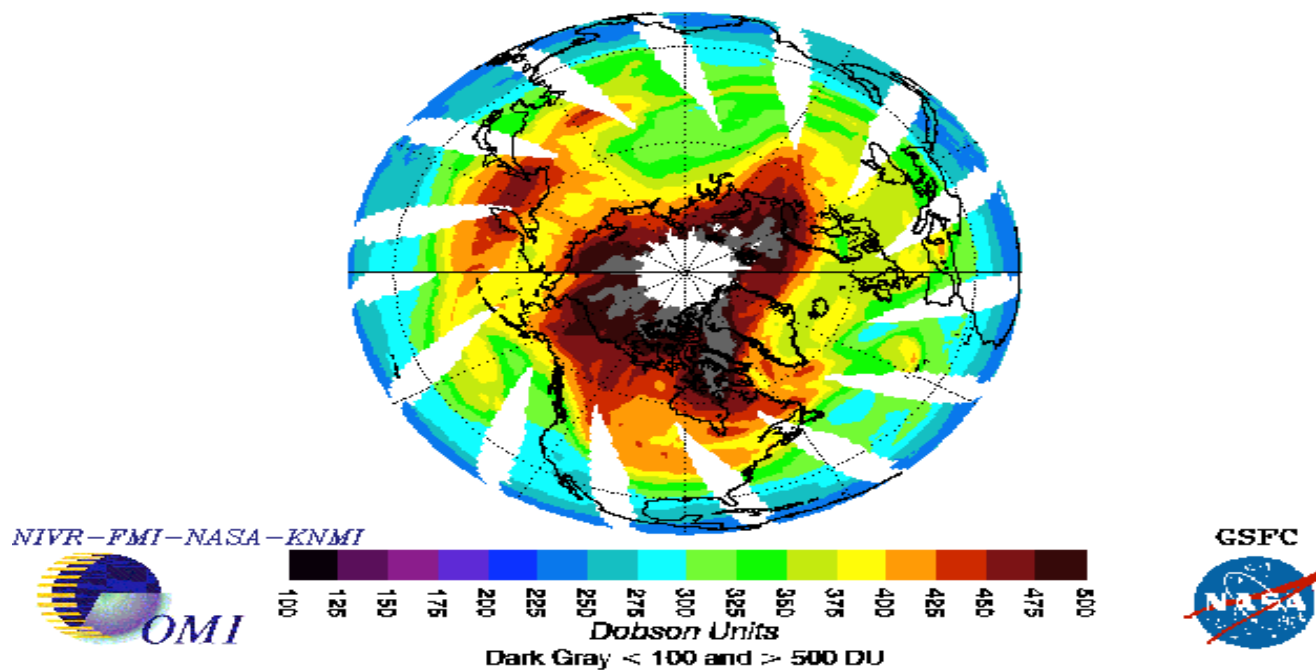 NIVR-FMI-NASA-KNMI
GSFC
OMI
NASA
100 125 150 175 200 225 250 275 300 325 350 375 400 425 450 475 500
Dobson Units
Dark Gray < 100 and > 500 DU